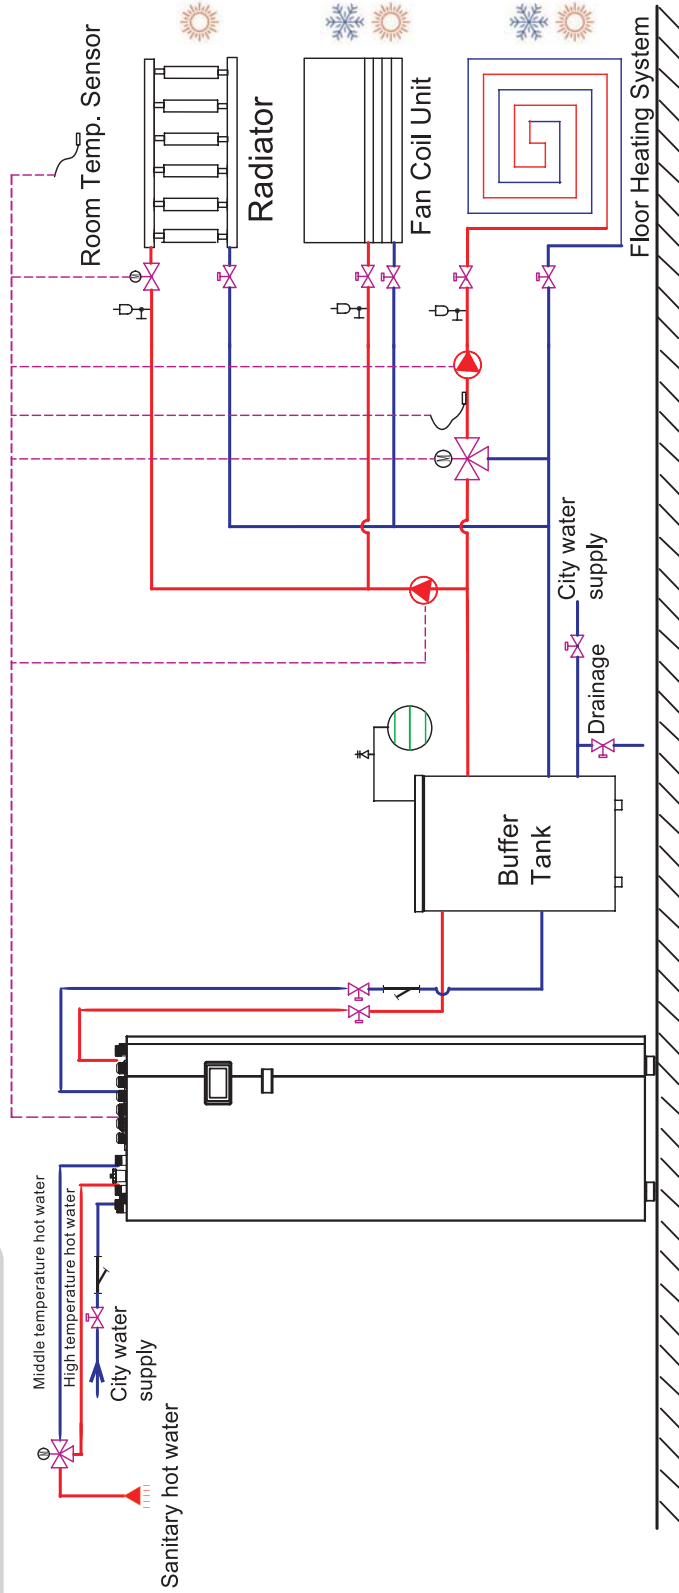 Middle temperature hot water
High temperature hot water
City water
supply
Sanitary hot water
Buffer
Tank
Drainage
City water
supply
Room Temp. Sensor
Radiator
Fan Coil Unit
Floor Heating System